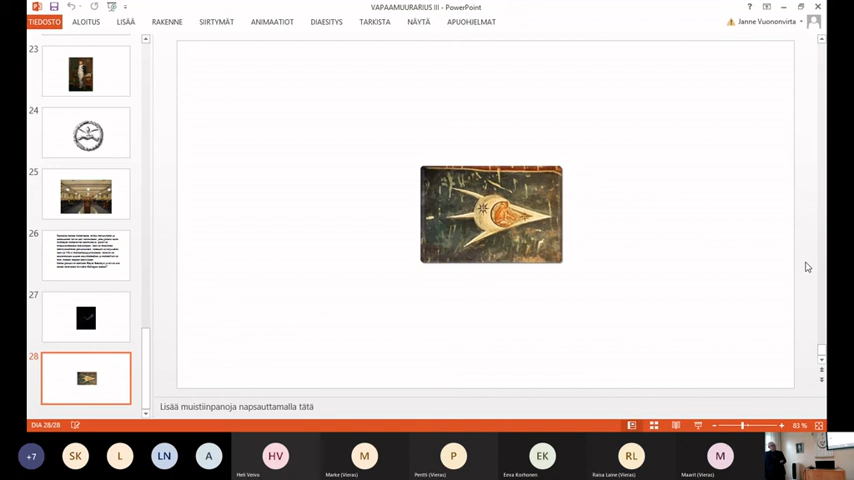 VAPAAMUURARIUS III - PowerPoint
TIEDOSTO ALOITUS LISÄÄ RAKENNE SIIRTYMÄT ANIMAATIOT DIAESITYS TARKISTA NÄYTÄ APUOHJELMAT
Janne Vuononvirta
23
24
25
26
27
28
Lisää muistiinpanoja napsauttamalla tätä
DIA 28/28
83 %
+7 SK L LN A HV M P EK RL M
Heli Veivo Marke (Vieras) Pentti (Vieras) Eeva Korhonen Raisa Laine (Vieras) Maarit (Vieras)